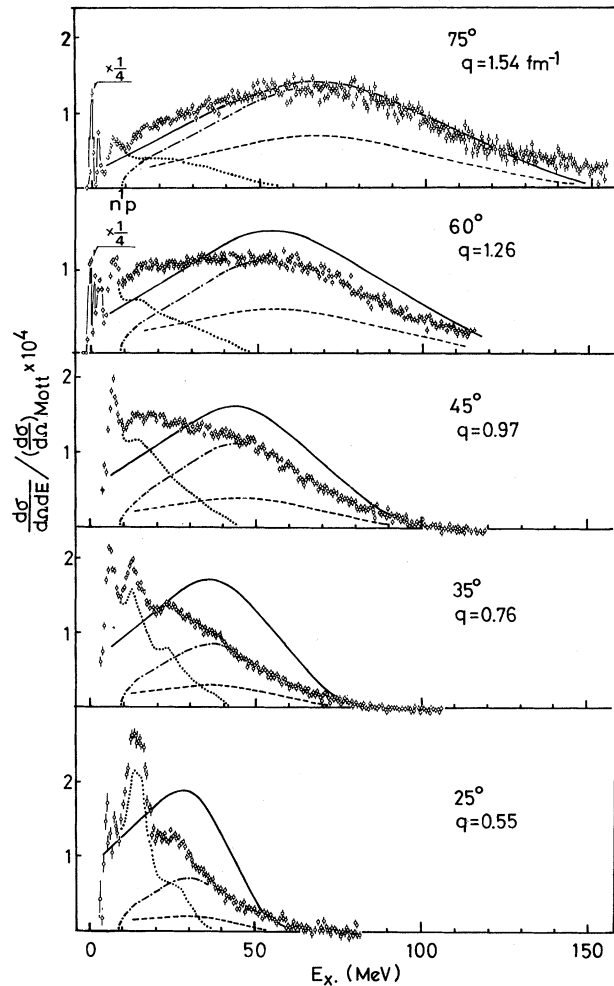 2
1
×1/4
75°
q=1.54 fm⁻¹
n p
×1/4
1
60°
q=1.26
2
1
45°
q=0.97
2
1
35°
q=0.76
2
1
25°
q=0.55
dσ/dΩdE / (dσ/dΩ)Mott ×10⁴
0 50 100 150
Ex. (MeV)